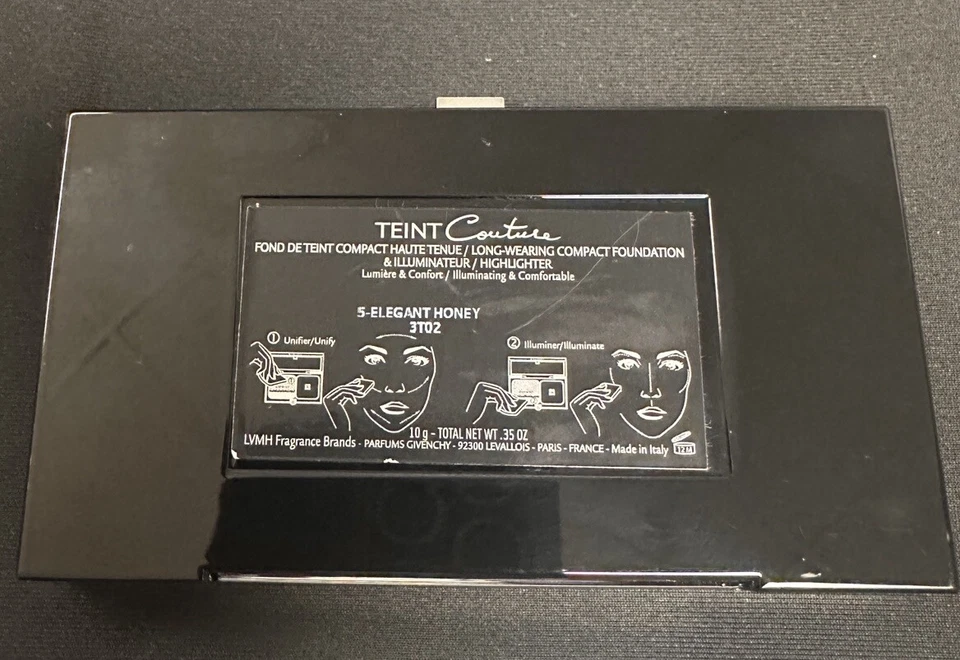 TEINT Couture
FOND DE TEINT COMPACT HAUTE TENUE / LONG-WEARING COMPACT FOUNDATION
& ILLUMINATEUR / HIGHLIGHTER
Lumière & Confort / Illuminating & Comfortable
5-ELEGANT HONEY
3T02
1 Unifier/Unify
2 Illuminer/Illuminate
10 g - TOTAL NET WT .35 OZ
LVMH Fragrance Brands - PARFUMS GIVENCHY - 92300 LEVALLOIS - PARIS - FRANCE - Made in Italy
12M